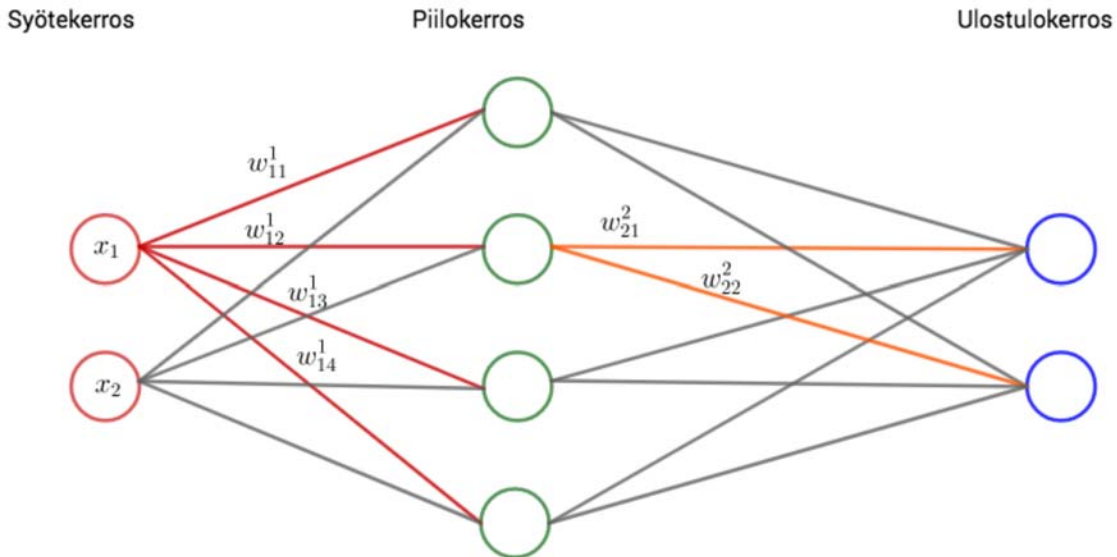 Syötekerros
Piilokerros
Ulostulokerros
w¹₁₁
w¹₁₂
w²₂₁
x₁
w²₂₂
w¹₁₃
w¹₁₄
x₂